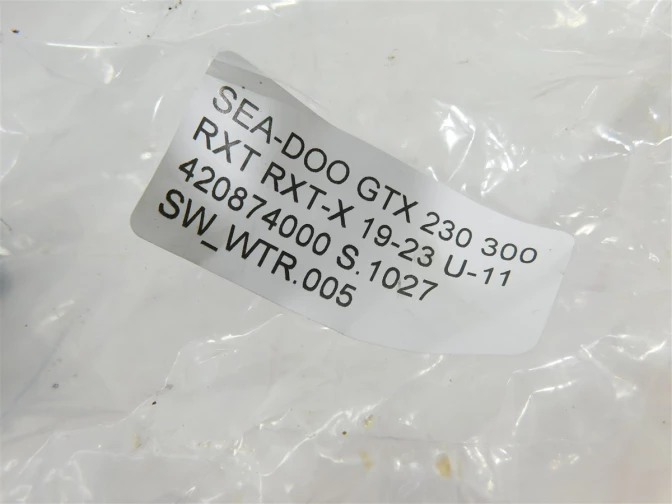 SEA-DOO GTX 230 300
RXT RXT-X 19-23 U-11
420874000 S.1027
SW_WTR.005